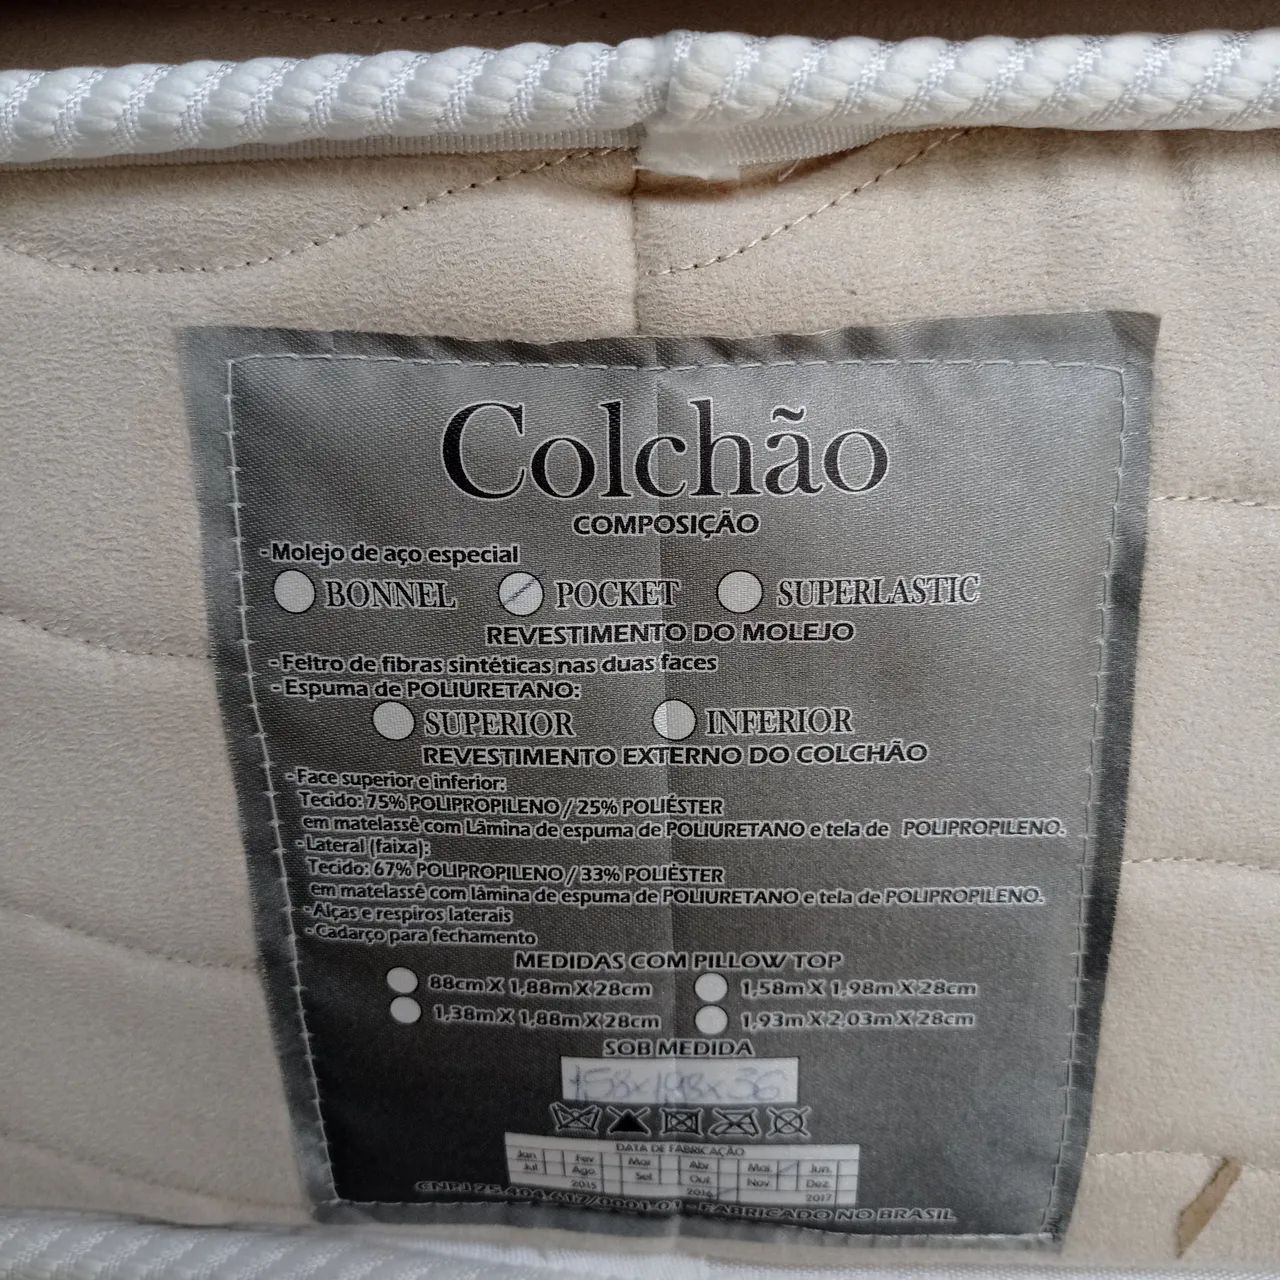 Colchão
COMPOSIÇÃO
- Molejo de aço especial
BONNEL POCKET SUPERLASTIC
REVESTIMENTO DO MOLEJO
- Feltro de fibras sintéticas nas duas faces
- Espuma de POLIURETANO:
SUPERIOR INFERIOR
REVESTIMENTO EXTERNO DO COLCHÃO
- Face superior e inferior:
Tecido: 75% POLIPROPILENO / 25% POLIÉSTER
em matelassê com Lâmina de espuma de POLIURETANO e tela de POLIPROPILENO.
- Lateral (faixa):
Tecido: 67% POLIPROPILENO / 33% POLIÉSTER
em matelassê com lâmina de espuma de POLIURETANO e tela de POLIPROPILENO.
- Alças e respiros laterais
- Cadarço para fechamento
MEDIDAS COM PILLOW TOP
88cm X 1,88m X 28cm 1,58m X 1,98m X 28cm
1,38m X 1,88m X 28cm 1,93m X 2,03m X 28cm
SOB MEDIDA
158x198x36
DATA DE FABRICAÇÃO
Jan. Fev. Mar. Abr. Mai. Jun.
Jul Ago. Set. Out. Nov. Dez.
2015 2016 2017
CNPJ 25.404.617/0001-01 - FABRICADO NO BRASIL